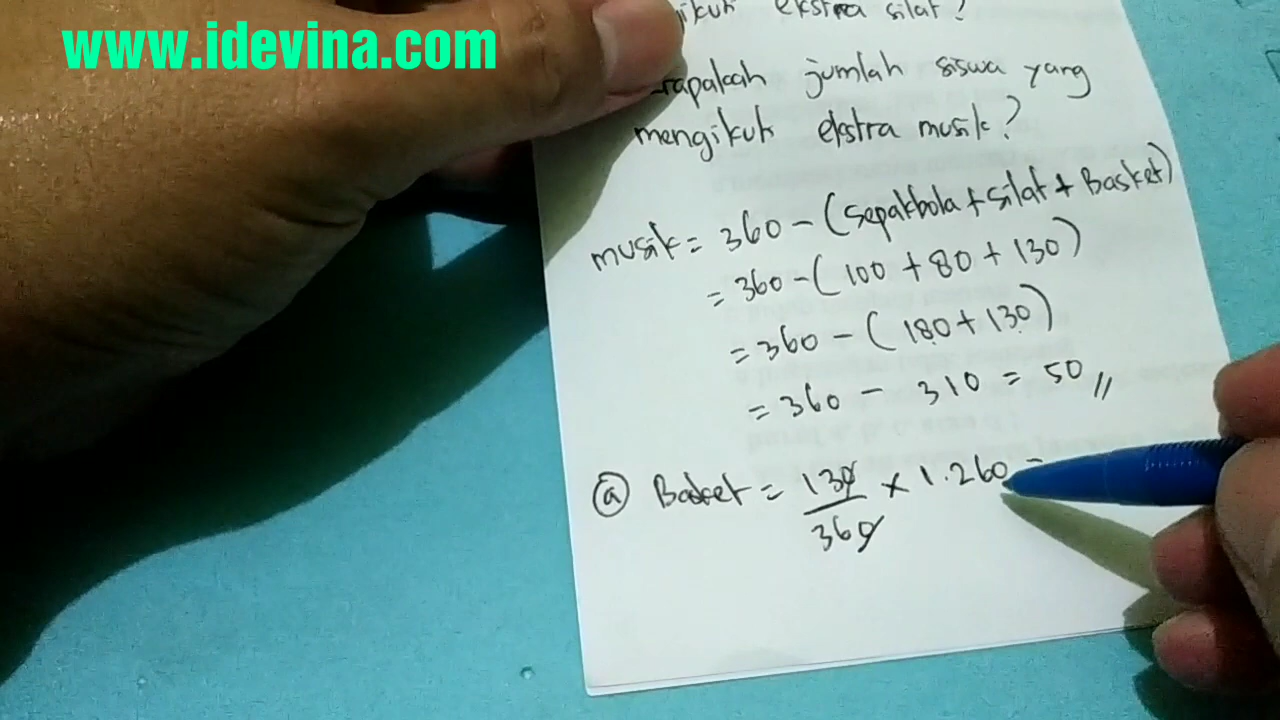 www.idevina.com
ekstra silat?
jumlah siswa yang
mengikuti ekstra musik?
musik = 360 - (sepakbola + silat + Basket)
= 360 - (100 + 80 + 130)
= 360 - (180 + 130)
= 360 - 310 = 50 //
ⓐ Basket = 130/360 × 1.260 =